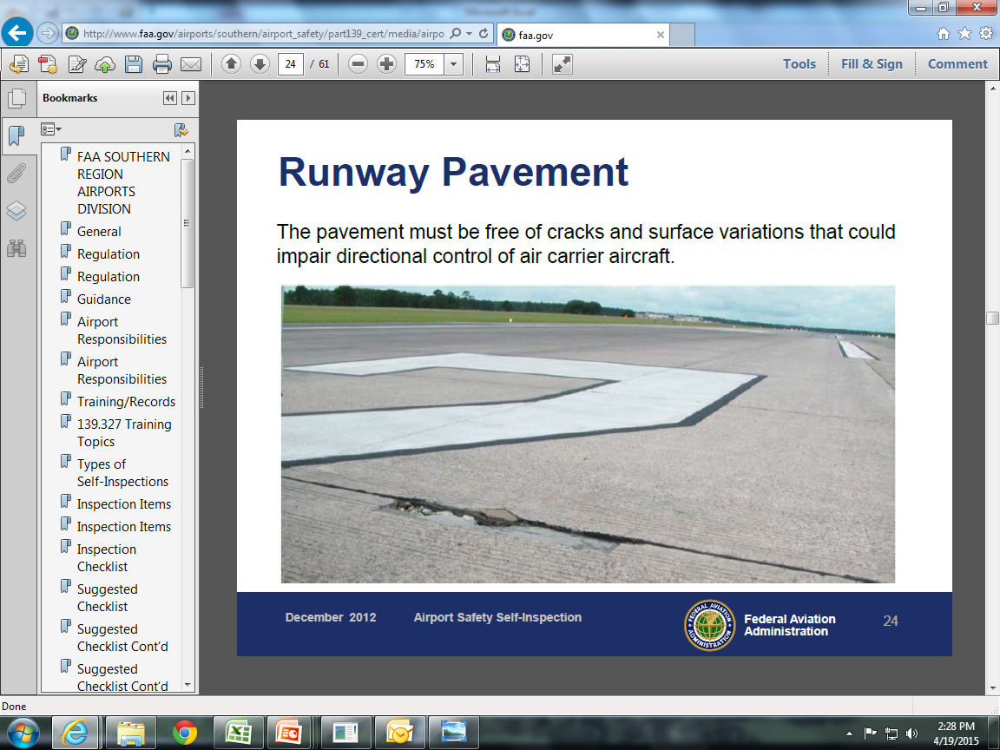 Microsoft Excel
http://www.faa.gov/airports/southern/airport_safety/part139_cert/media/airpo
faa.gov
24 / 61
75%
Tools
Fill & Sign
Comment
Bookmarks
FAA SOUTHERN
REGION
AIRPORTS
DIVISION
General
Regulation
Regulation
Guidance
Airport
Responsibilities
Airport
Responsibilities
Training/Records
139.327 Training
Topics
Types of
Self-Inspections
Inspection Items
Inspection Items
Inspection
Checklist
Suggested
Checklist
Suggested
Checklist Cont'd
Suggested
Checklist Cont'd
Runway Pavement
The pavement must be free of cracks and surface variations that could
impair directional control of air carrier aircraft.
December 2012
Airport Safety Self-Inspection
FEDERAL AVIATION
ADMINISTRATION
Federal Aviation
Administration
24
Done
2:28 PM
4/19/2015